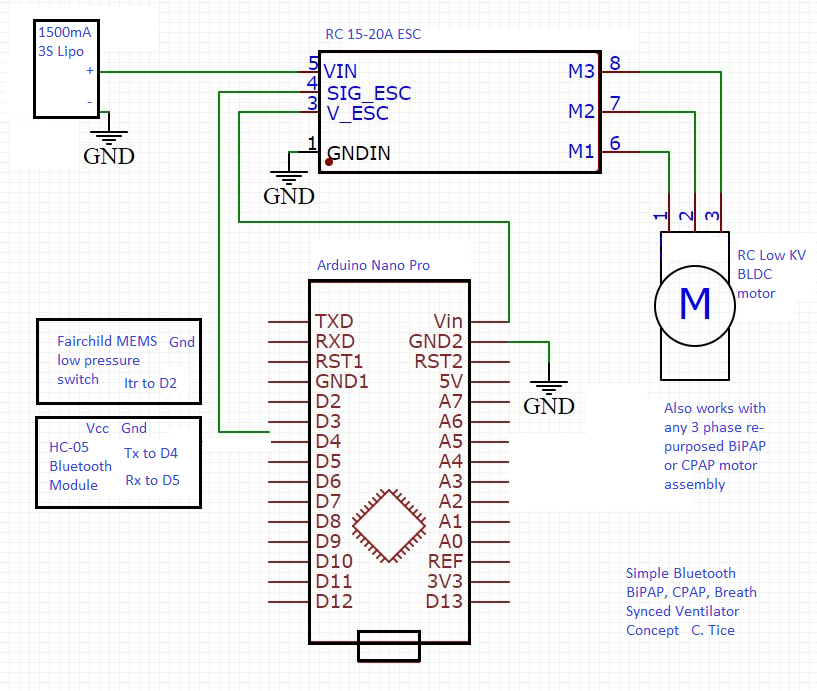 1500mA
3S Lipo
+
-
GND
RC 15-20A ESC
5 VIN
4 SIG_ESC
3 V_ESC
1 GNDIN
M3 8
M2 7
M1 6
GND
1 2 3
M
RC Low KV
BLDC
motor
Also works with
any 3 phase re-
purposed BiPAP
or CPAP motor
assembly
Arduino Nano Pro
TXD Vin
RXD GND2
RST1 RST2
GND1 5V
D2 A7
D3 A6
D4 A5
D5 A4
D6 A3
D7 A2
D8 A1
D9 A0
D10 REF
D11 3V3
D12 D13
GND
Fairchild MEMS Gnd
low pressure
switch Itr to D2
Vcc Gnd
HC-05 Tx to D4
Bluetooth
Module Rx to D5
Simple Bluetooth
BiPAP, CPAP, Breath
Synced Ventilator
Concept C. Tice